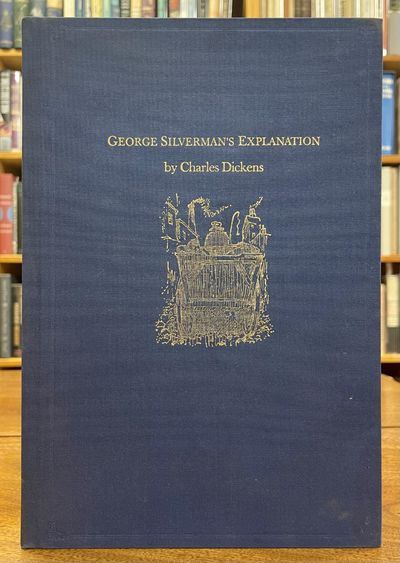 GEORGE SILVERMAN'S EXPLANATION
by Charles Dickens